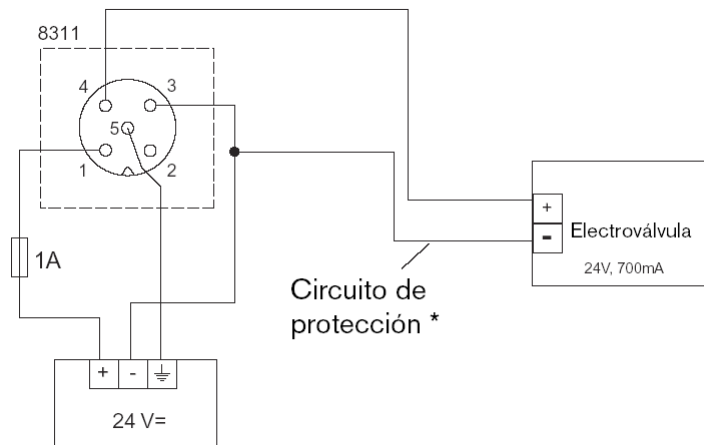 8311
4
3
5
1
2
1A
+
-
Electroválvula
24V, 700mA
Circuito de
protección *
+
-
24 V=